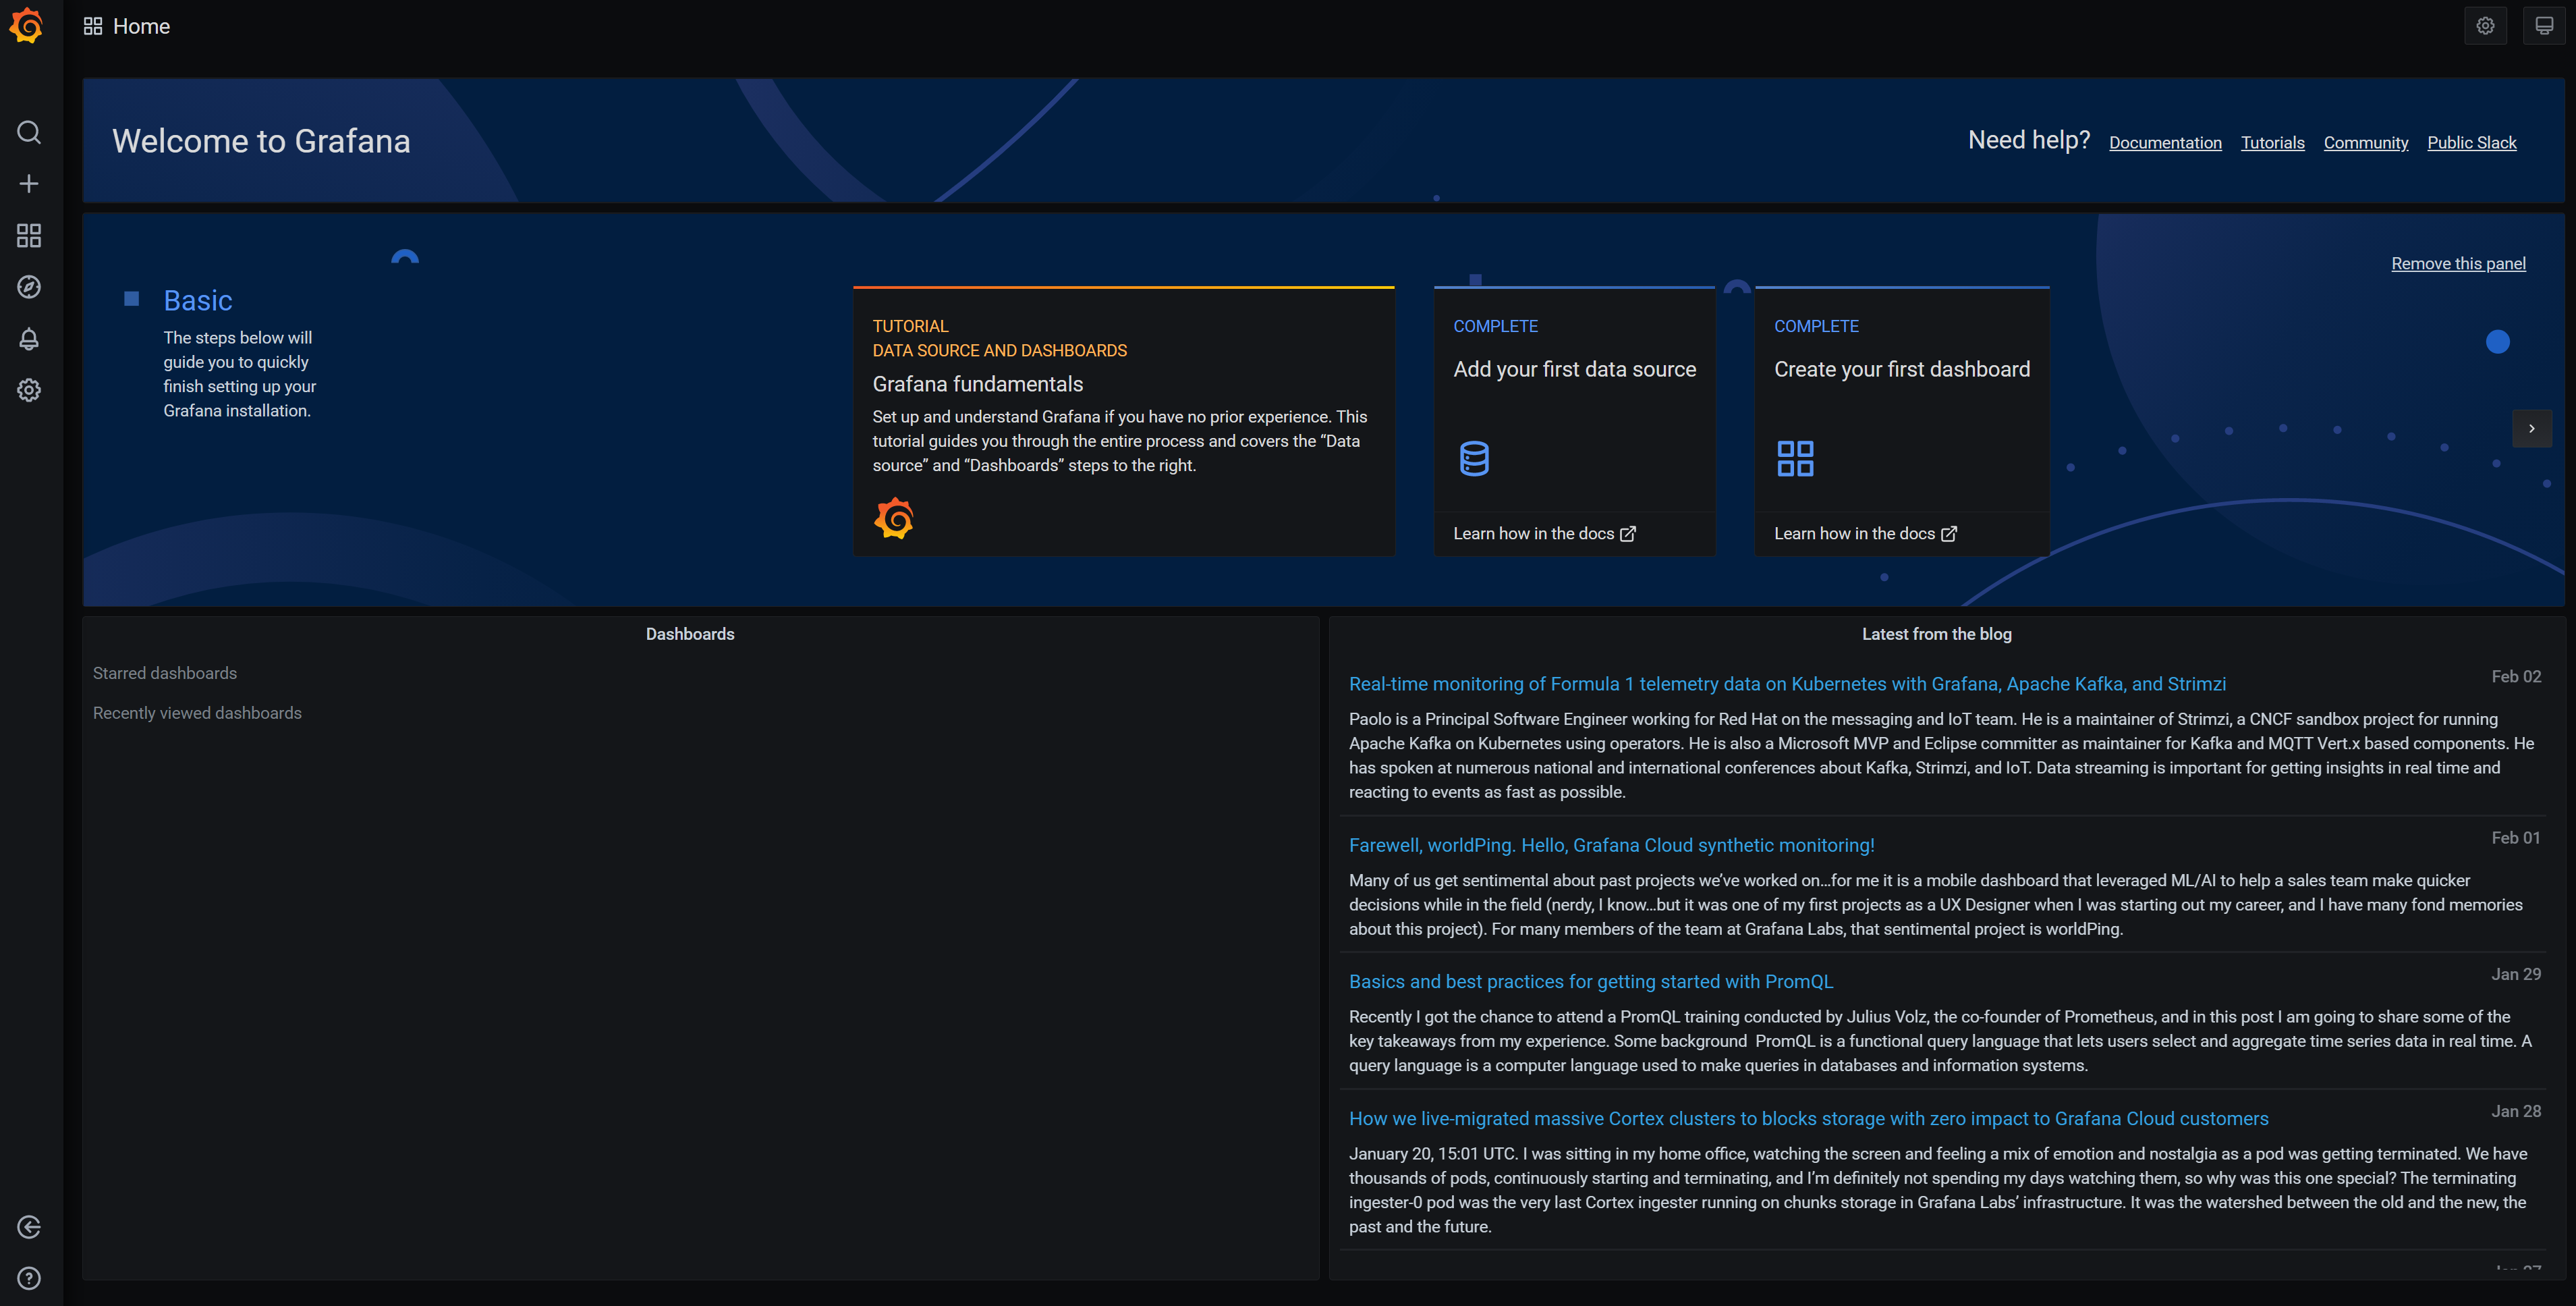 Home
Welcome to Grafana
Need help? Documentation Tutorials Community Public Slack
Remove this panel
Basic
The steps below will
guide you to quickly
finish setting up your
Grafana installation.
TUTORIAL
DATA SOURCE AND DASHBOARDS
Grafana fundamentals
Set up and understand Grafana if you have no prior experience. This
tutorial guides you through the entire process and covers the “Data
source” and “Dashboards” steps to the right.
COMPLETE
Add your first data source
Learn how in the docs
COMPLETE
Create your first dashboard
Learn how in the docs
Dashboards
Starred dashboards
Recently viewed dashboards
Latest from the blog
Real-time monitoring of Formula 1 telemetry data on Kubernetes with Grafana, Apache Kafka, and Strimzi
Feb 02
Paolo is a Principal Software Engineer working for Red Hat on the messaging and IoT team. He is a maintainer of Strimzi, a CNCF sandbox project for running
Apache Kafka on Kubernetes using operators. He is also a Microsoft MVP and Eclipse committer as maintainer for Kafka and MQTT Vert.x based components. He
has spoken at numerous national and international conferences about Kafka, Strimzi, and IoT. Data streaming is important for getting insights in real time and
reacting to events as fast as possible.
Farewell, worldPing. Hello, Grafana Cloud synthetic monitoring!
Feb 01
Many of us get sentimental about past projects we’ve worked on…for me it is a mobile dashboard that leveraged ML/AI to help a sales team make quicker
decisions while in the field (nerdy, I know…but it was one of my first projects as a UX Designer when I was starting out my career, and I have many fond memories
about this project). For many members of the team at Grafana Labs, that sentimental project is worldPing.
Basics and best practices for getting started with PromQL
Jan 29
Recently I got the chance to attend a PromQL training conducted by Julius Volz, the co-founder of Prometheus, and in this post I am going to share some of the
key takeaways from my experience. Some background  PromQL is a functional query language that lets users select and aggregate time series data in real time. A
query language is a computer language used to make queries in databases and information systems.
How we live-migrated massive Cortex clusters to blocks storage with zero impact to Grafana Cloud customers
Jan 28
January 20, 15:01 UTC. I was sitting in my home office, watching the screen and feeling a mix of emotion and nostalgia as a pod was getting terminated. We have
thousands of pods, continuously starting and terminating, and I’m definitely not spending my days watching them, so why was this one special? The terminating
ingester-0 pod was the very last Cortex ingester running on chunks storage in Grafana Labs’ infrastructure. It was the watershed between the old and the new, the
past and the future.